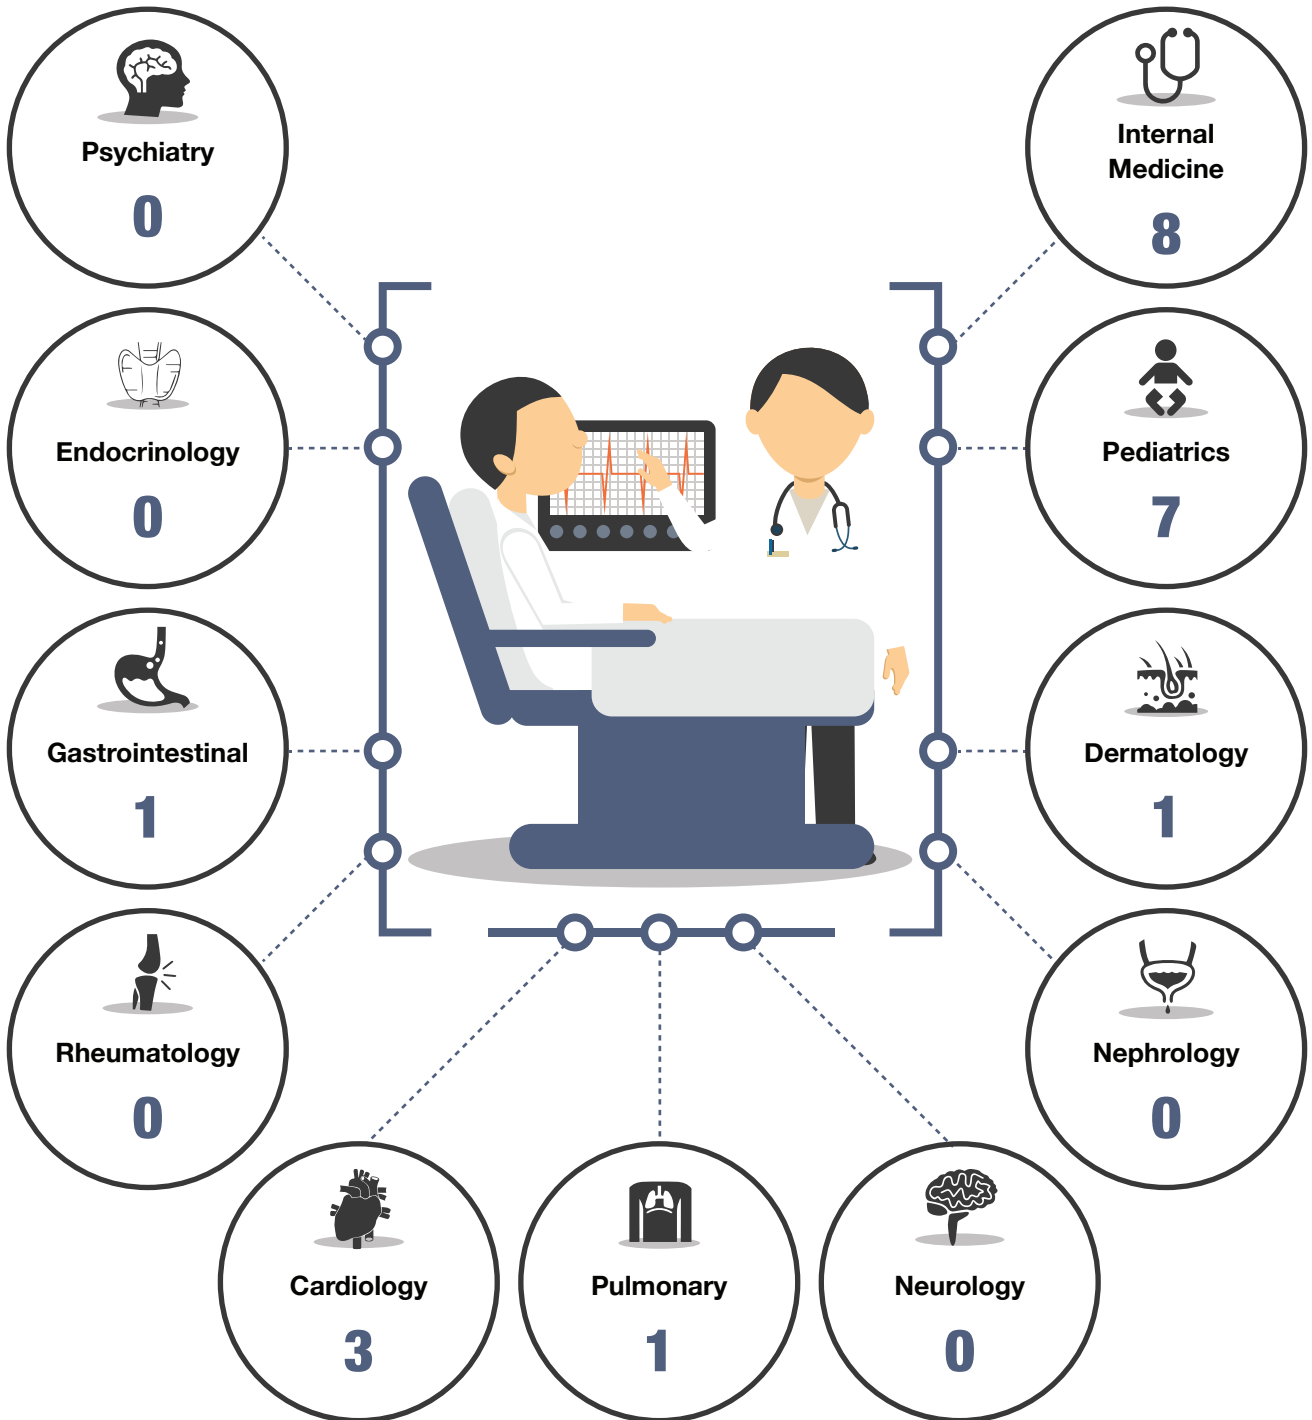 Psychiatry
0
Internal
Medicine
8
Endocrinology
0
Pediatrics
7
Gastrointestinal
1
Dermatology
1
Rheumatology
0
Nephrology
0
Cardiology
3
Pulmonary
1
Neurology
0